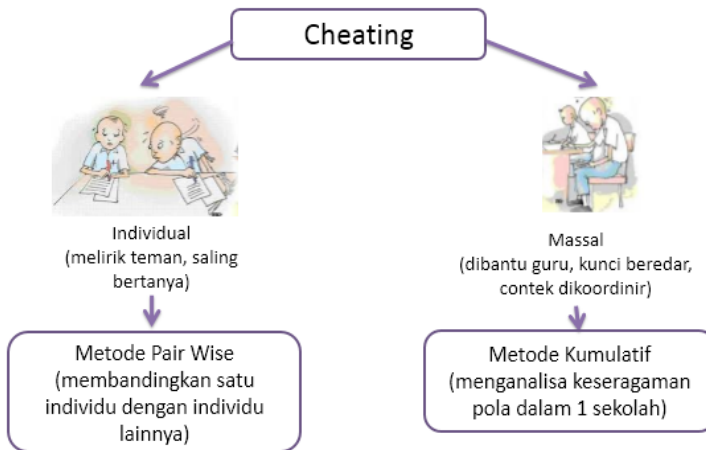 Cheating
Individual
(melirik teman, saling
bertanya)
Massal
(dibantu guru, kunci beredar,
contek dikoordinir)
Metode Pair Wise
(membandingkan satu
individu dengan individu
lainnya)
Metode Kumulatif
(menganalisa keseragaman
pola dalam 1 sekolah)